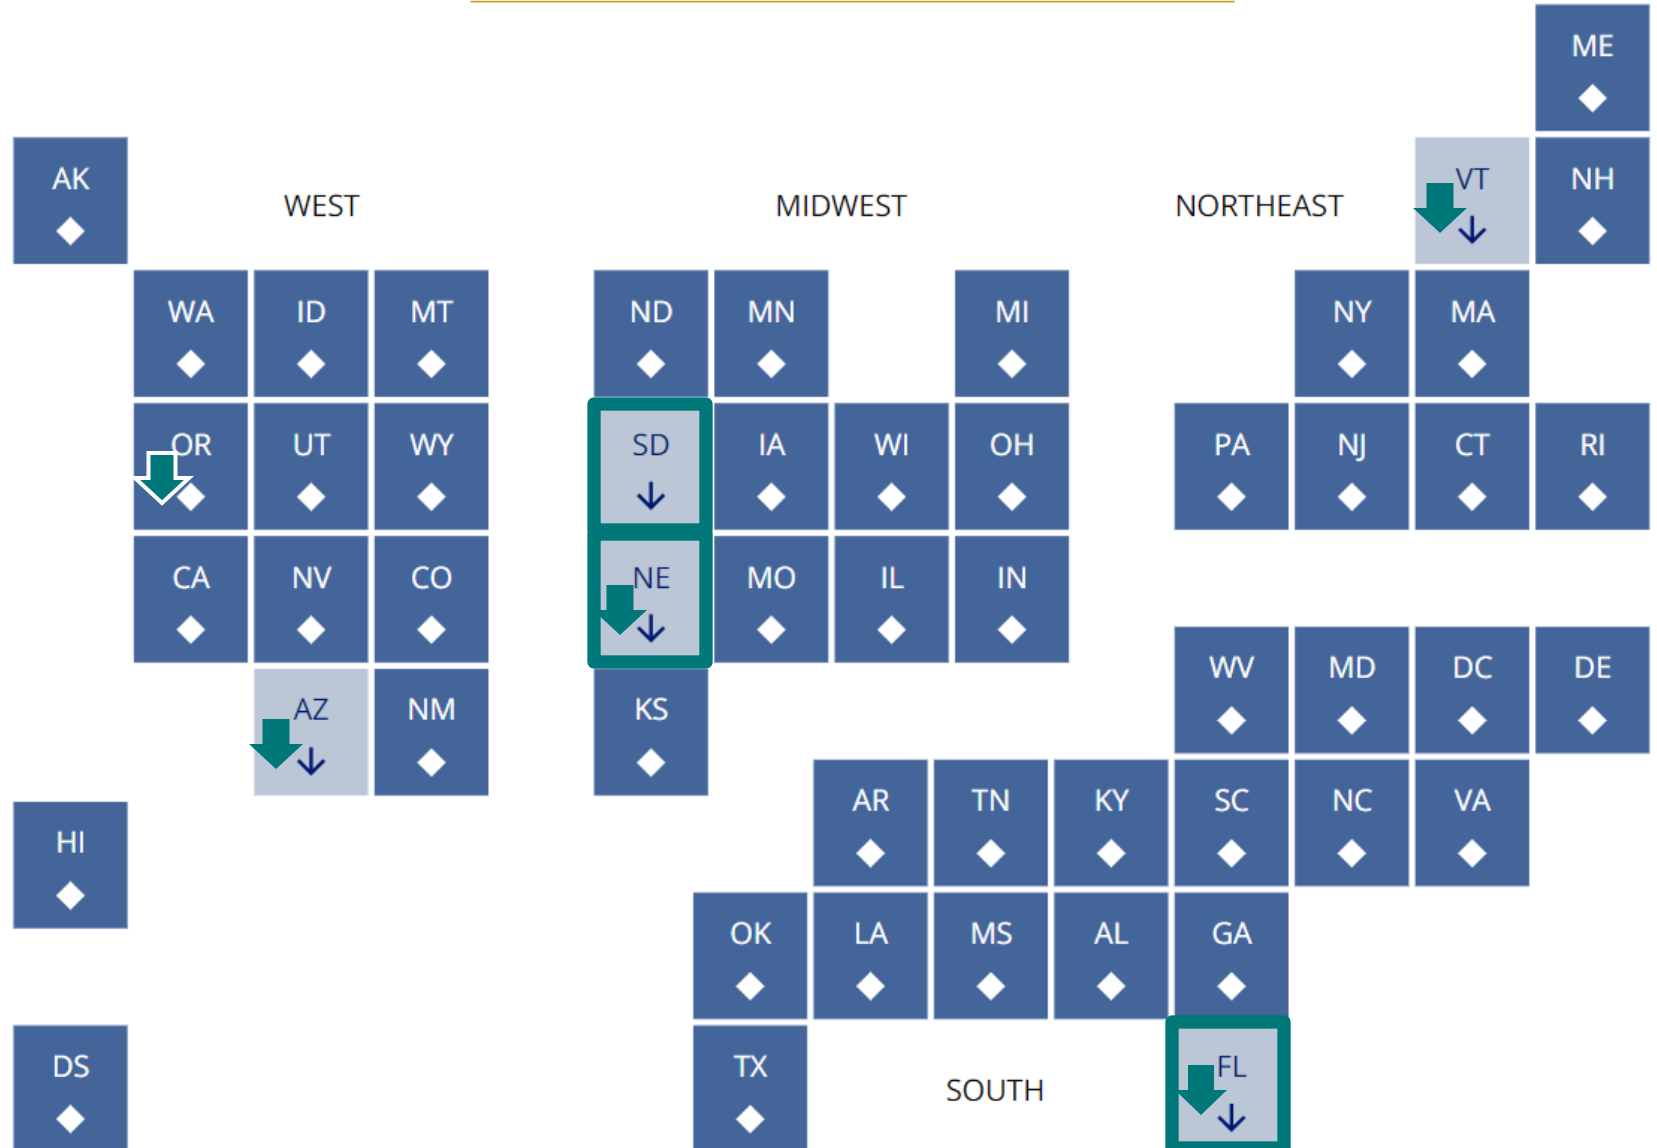 ME
AK
WEST
MIDWEST
NORTHEAST
VT
NH
WA ID MT
ND MN MI
NY MA
OR UT WY
SD IA WI OH
PA NJ CT RI
CA NV CO
NE MO IL IN
WV MD DC DE
AZ NM
KS
AR TN KY SC NC VA
HI
OK LA MS AL GA
DS
TX
SOUTH
FL